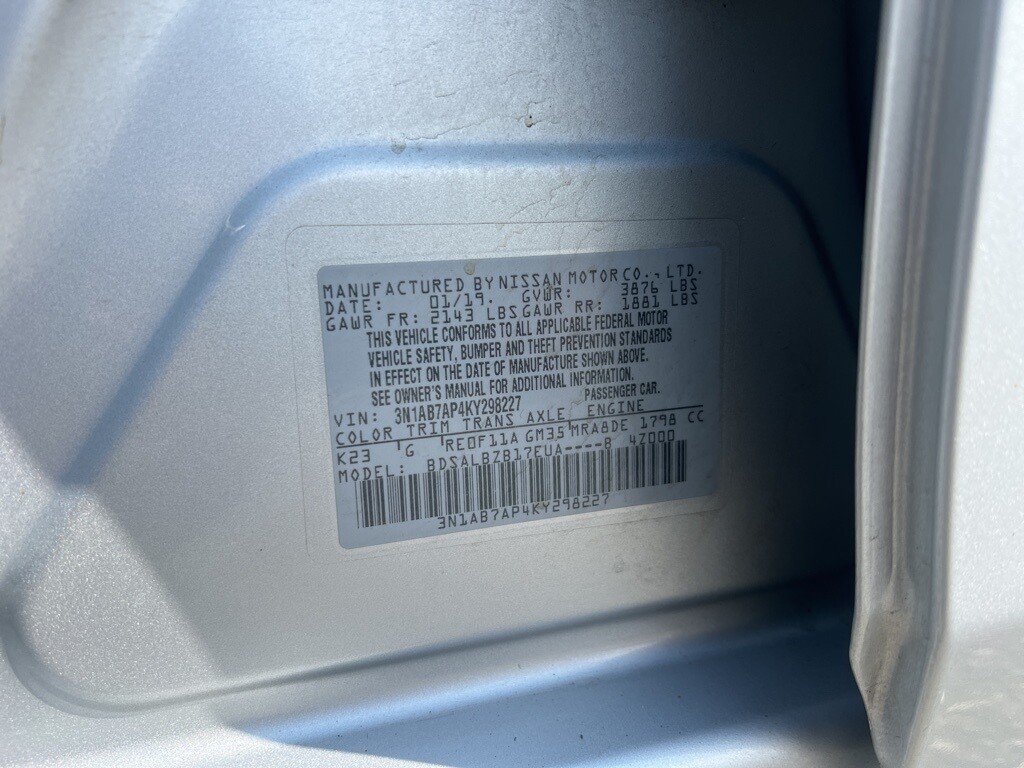 MANUFACTURED BY NISSAN MOTOR CO., LTD.
DATE: 01/19. GVWR: 3876 LBS
GAWR FR: 2143 LBS GAWR RR: 1881 LBS
THIS VEHICLE CONFORMS TO ALL APPLICABLE FEDERAL MOTOR
VEHICLE SAFETY, BUMPER AND THEFT PREVENTION STANDARDS
IN EFFECT ON THE DATE OF MANUFACTURE SHOWN ABOVE.
SEE OWNER'S MANUAL FOR ADDITIONAL INFORMATION.
VIN: 3N1AB7AP4KY298227 PASSENGER CAR.
COLOR TRIM TRANS AXLE ENGINE
K23 G RE0F11A GM35 MRA8DE 1798 CC
MODEL: BDSALBZB17EUA----B 4Z000
3N1AB7AP4KY298227